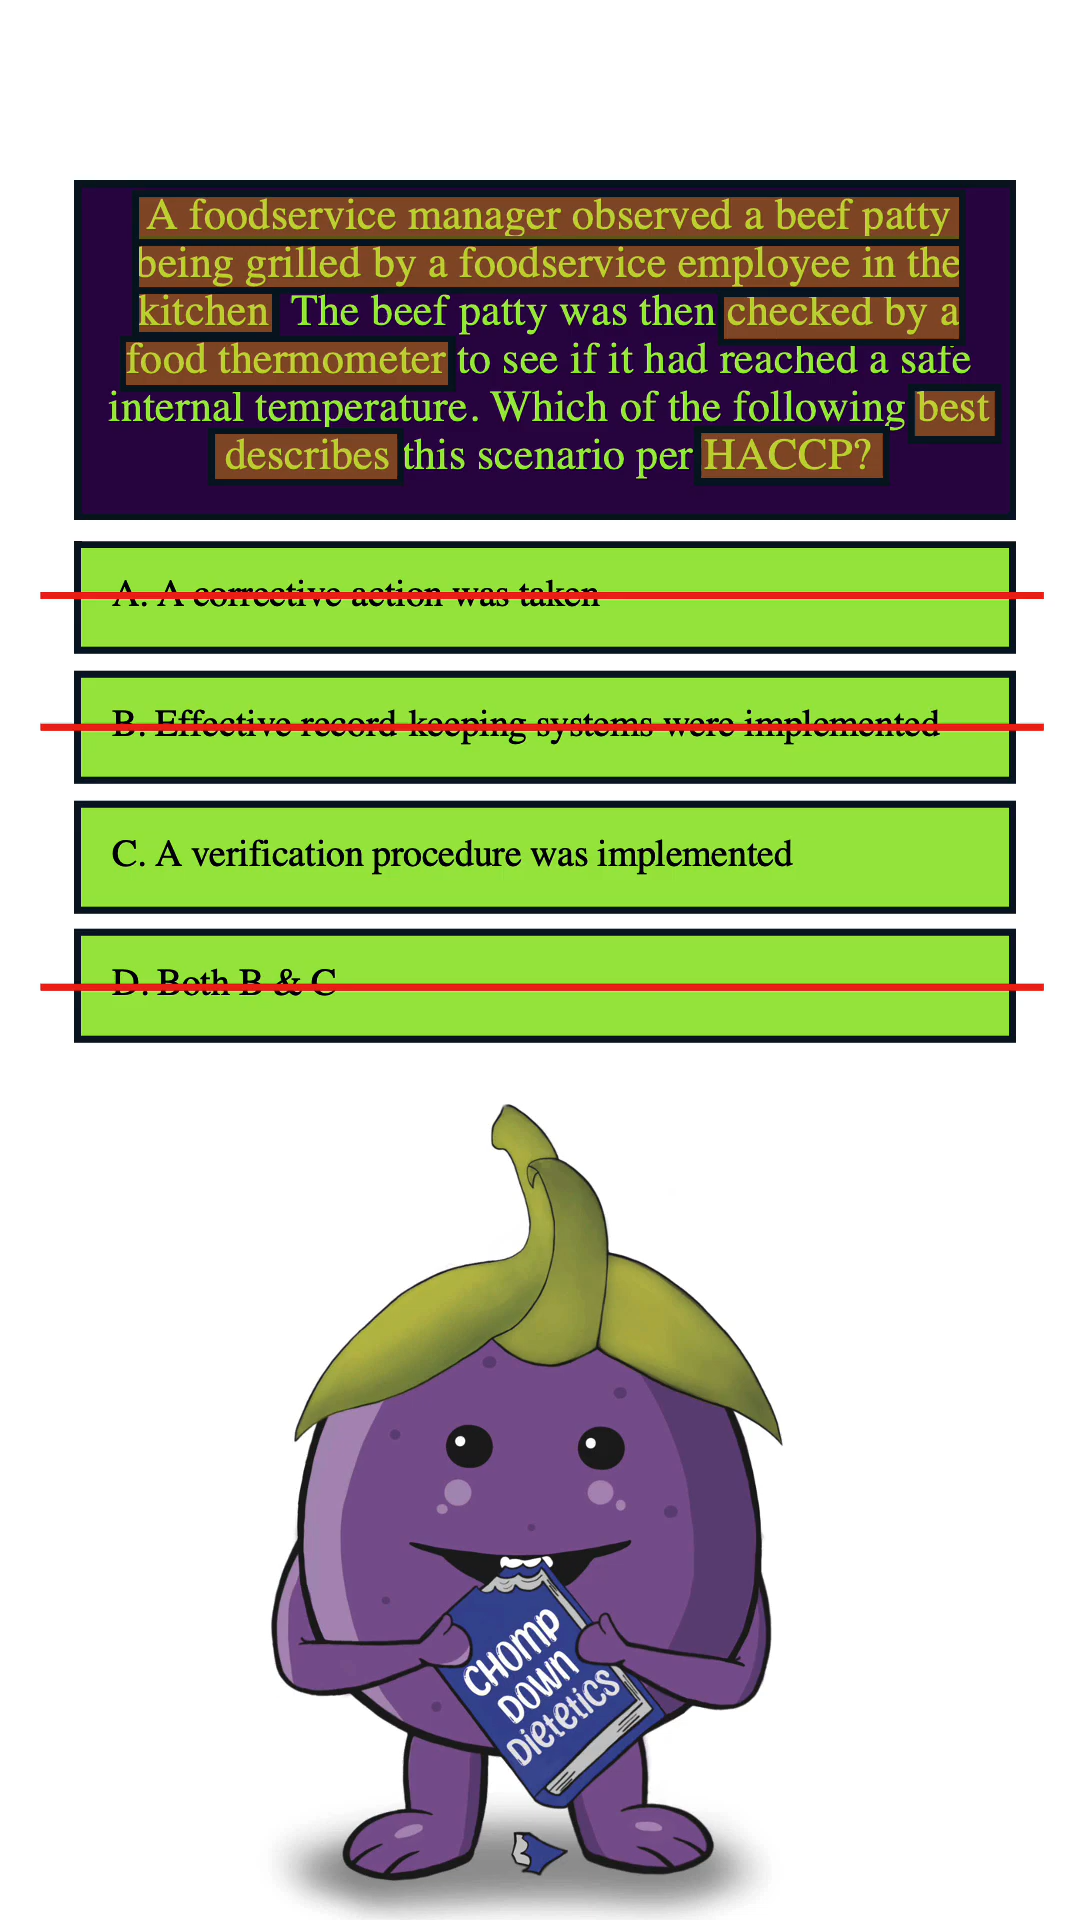 A foodservice manager observed a beef patty
being grilled by a foodservice employee in the
kitchen The beef patty was then checked by a
food thermometer to see if it had reached a safe
internal temperature. Which of the following best
describes this scenario per HACCP?
A. A corrective action was taken
B. Effective record-keeping systems were implemented
C. A verification procedure was implemented
D. Both B & C
CHOMP
DOWN
Dietetics